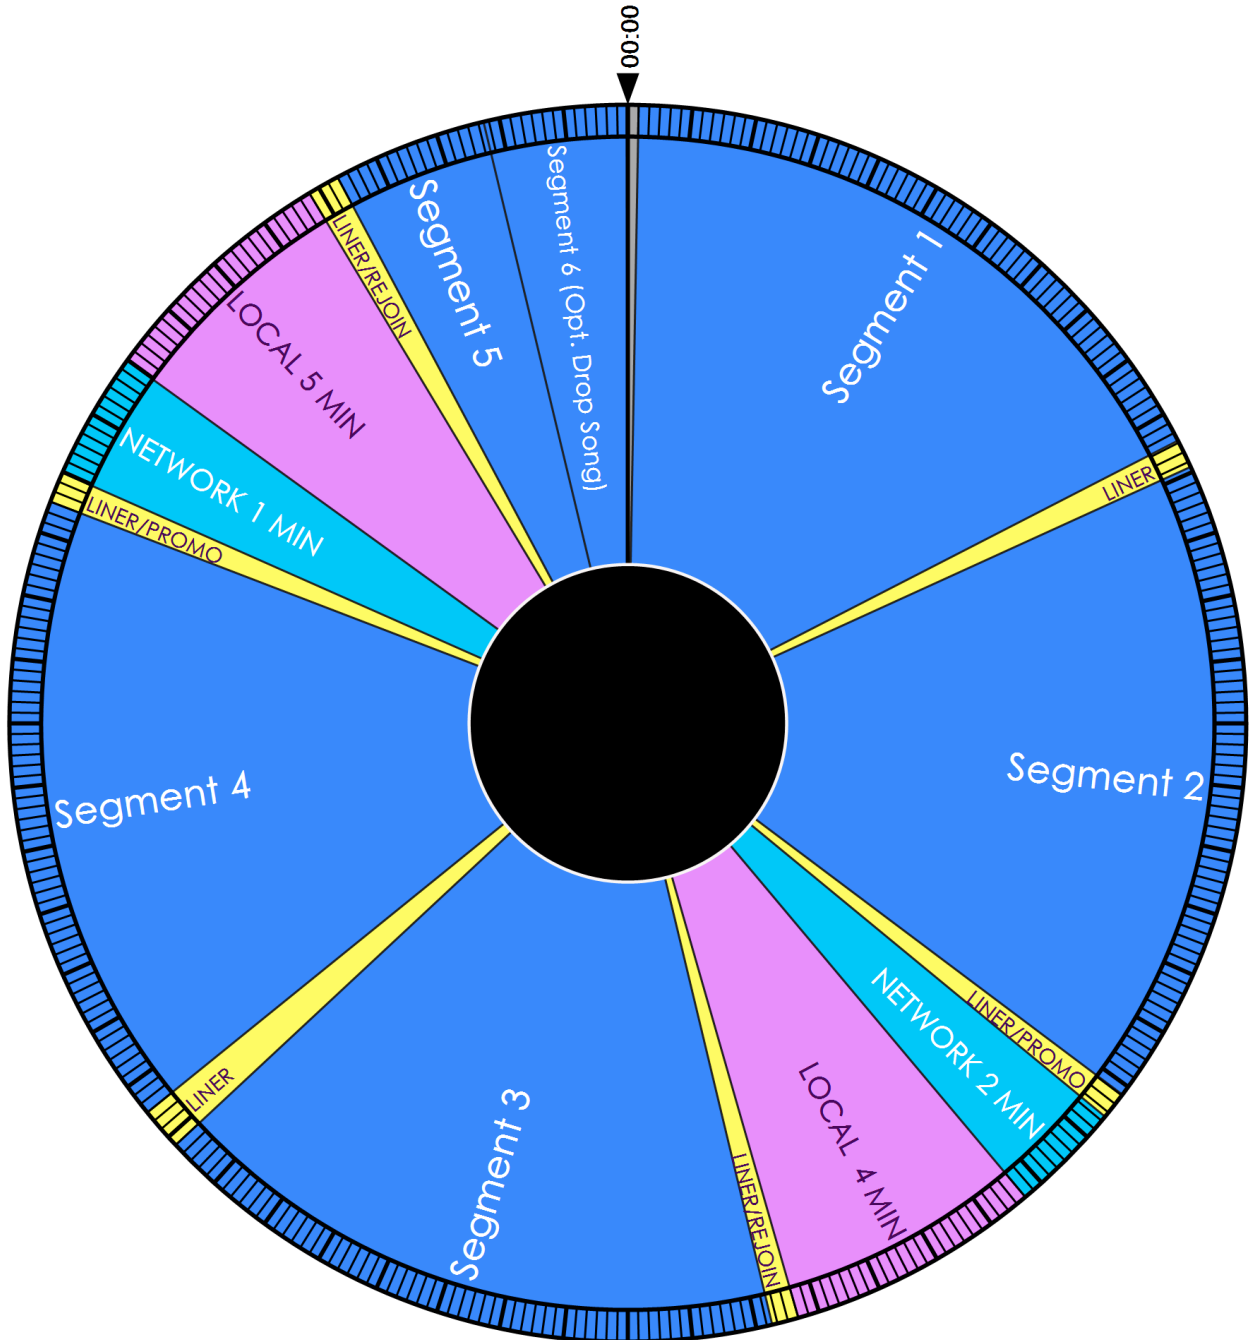 00:00
Segment 1
LINER
Segment 2
LINER/PROMO
NETWORK 2 MIN
LOCAL 4 MIN
LINER/REJOIN
Segment 3
LINER
Segment 4
LINER/PROMO
NETWORK 1 MIN
LOCAL 5 MIN
LINER/REJOIN
Segment 5
Segment 6 (Opt. Drop Song)